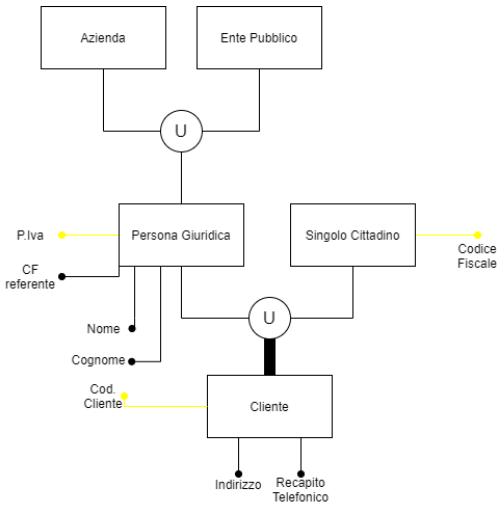 Azienda
Ente Pubblico
U
P.Iva
Persona Giuridica
Singolo Cittadino
Codice
Fiscale
CF
referente
Nome
U
Cognome
Cod.
Cliente
Cliente
Indirizzo
Recapito
Telefonico